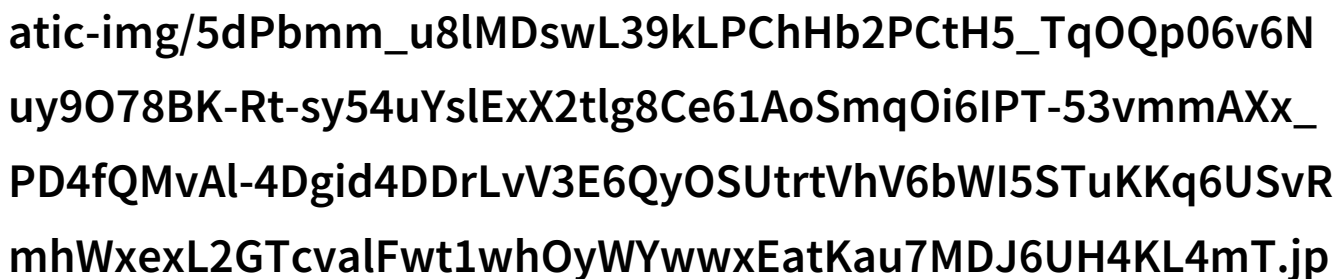 atic-img/5dPbmm_u8lMDswL39kLPChHb2PCtH5_TqOQp06v6N
uy9O78BK-Rt-sy54uYslExX2tlg8Ce61AoSmqOi6IPT-53vmmAXx_
PD4fQMvAl-4Dgid4DDrLvV3E6QyOSUtrtVhV6bWI5STuKKq6USvR
mhWxexL2GTcvalFwt1whOyWYwwxEatKau7MDJ6UH4KL4mT.jp